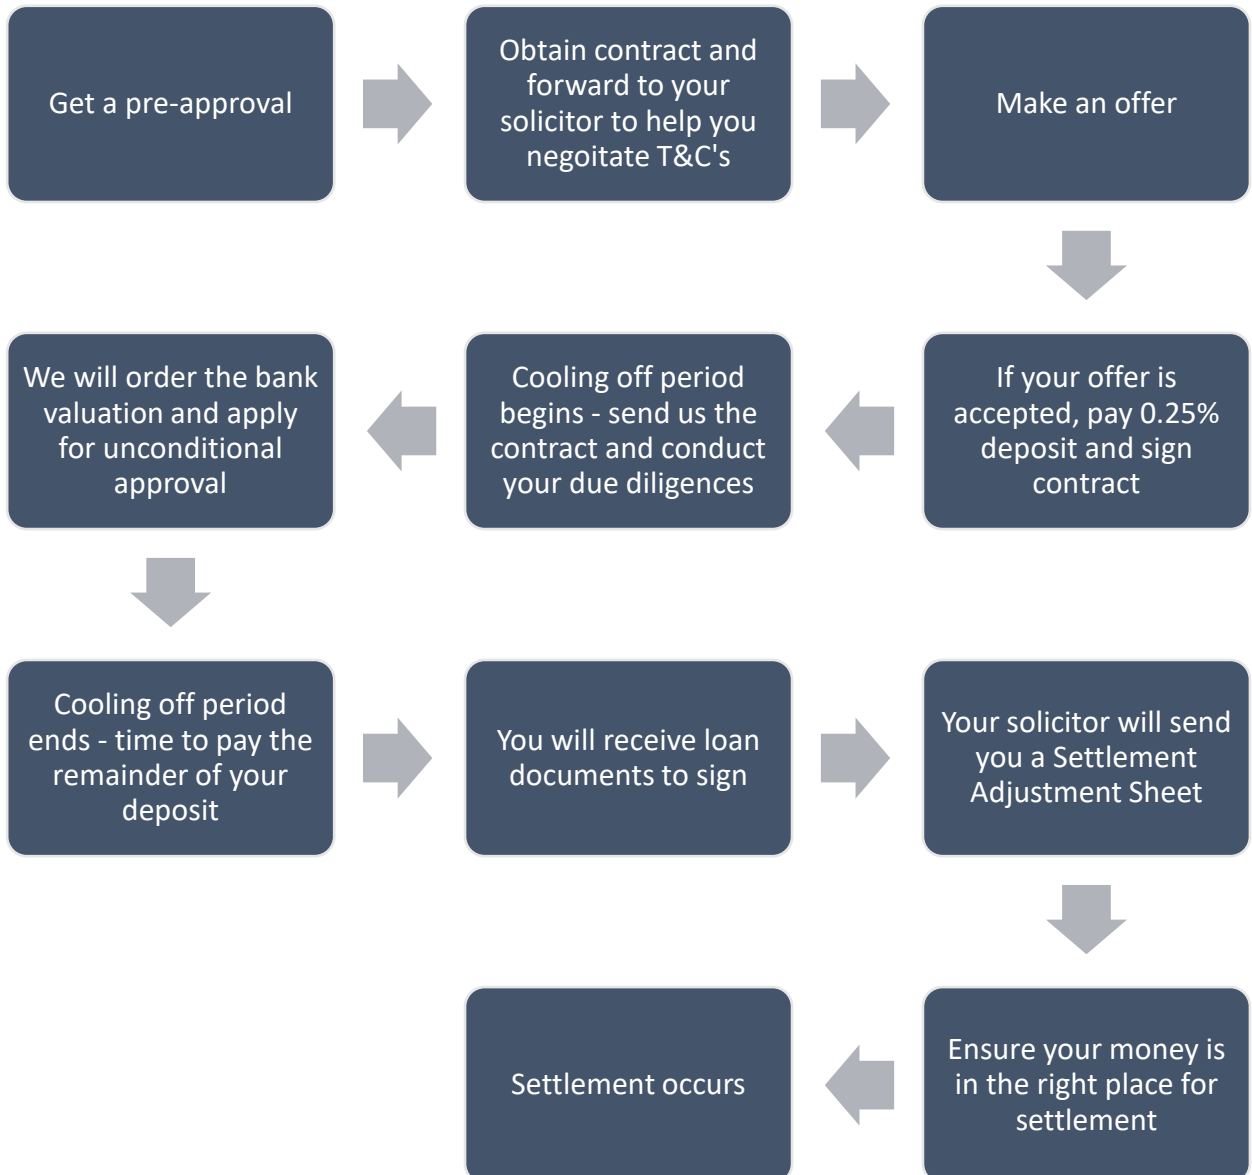 Get a pre-approval
Obtain contract and
forward to your
solicitor to help you
negoitate T&C's
Make an offer
If your offer is
accepted, pay 0.25%
deposit and sign
contract
Cooling off period
begins - send us the
contract and conduct
your due diligences
We will order the bank
valuation and apply
for unconditional
approval
Cooling off period
ends - time to pay the
remainder of your
deposit
You will receive loan
documents to sign
Your solicitor will send
you a Settlement
Adjustment Sheet
Ensure your money is
in the right place for
settlement
Settlement occurs